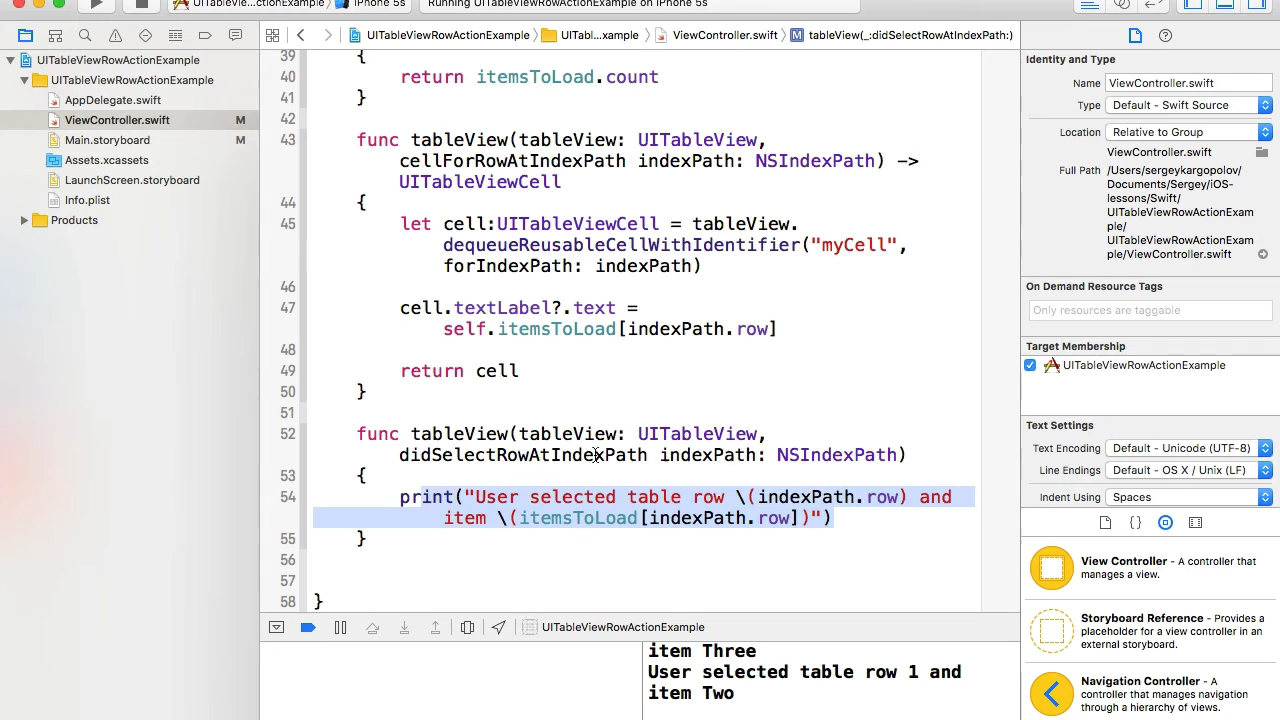 UITableVie...ctionExample
iPhone 5s
Running UITableViewRowActionExample on iPhone 5s
UITableViewRowActionExample
UITabl...xample
ViewController.swift
M
tableView(_:didSelectRowAtIndexPath:)
UITableViewRowActionExample
UITableViewRowActionExample
AppDelegate.swift
ViewController.swift M
Main.storyboard M
Assets.xcassets
LaunchScreen.storyboard
Info.plist
Products
39 {
40 return itemsToLoad.count
41 }
42
43 func tableView(tableView: UITableView,
cellForRowAtIndexPath indexPath: NSIndexPath) ->
UITableViewCell
44 {
45 let cell:UITableViewCell = tableView.
dequeueReusableCellWithIdentifier("myCell",
forIndexPath: indexPath)
46
47 cell.textLabel?.text =
self.itemsToLoad[indexPath.row]
48
49 return cell
50 }
51
52 func tableView(tableView: UITableView,
didSelectRowAtIndexPath indexPath: NSIndexPath)
53 {
54 print("User selected table row \(indexPath.row) and
item \(itemsToLoad[indexPath.row])")
55 }
56
57
58 }
UITableViewRowActionExample
item Three
User selected table row 1 and
item Two
Identity and Type
Name ViewController.swift
Type Default - Swift Source
Location Relative to Group
ViewController.swift
Full Path /Users/sergeykargopolov/
Documents/Sergey/iOS-
lessons/Swift/
UITableViewRowActionExam
ple/
UITableViewRowActionExam
ple/ViewController.swift
On Demand Resource Tags
Only resources are taggable
Target Membership
UITableViewRowActionExample
Text Settings
Text Encoding Default - Unicode (UTF-8)
Line Endings Default - OS X / Unix (LF)
Indent Using Spaces
View Controller - A controller that
manages a view.
Storyboard Reference - Provides a
placeholder for a view controller in an
external storyboard.
Navigation Controller - A
controller that manages navigation
through a hierarchy of views.